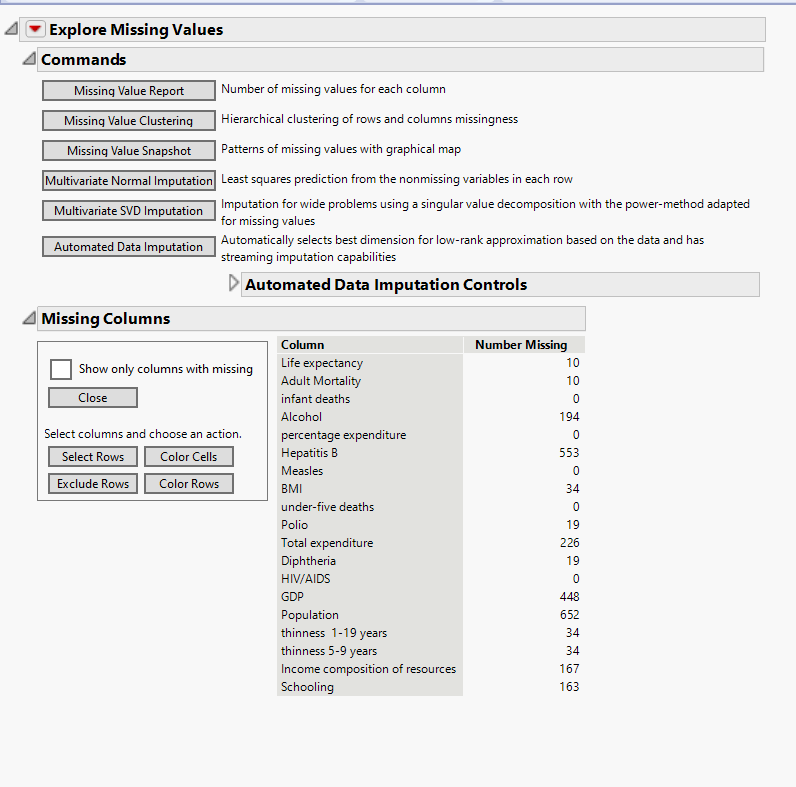 Explore Missing Values
Commands
Missing Value Report Number of missing values for each column
Missing Value Clustering Hierarchical clustering of rows and columns missingness
Missing Value Snapshot Patterns of missing values with graphical map
Multivariate Normal Imputation Least squares prediction from the nonmissing variables in each row
Multivariate SVD Imputation Imputation for wide problems using a singular value decomposition with the power-method adapted
for missing values
Automated Data Imputation Automatically selects best dimension for low-rank approximation based on the data and has
streaming imputation capabilities
Automated Data Imputation Controls
Missing Columns
Show only columns with missing
Close
Select columns and choose an action.
Select Rows Color Cells
Exclude Rows Color Rows
Column Number Missing
Life expectancy 10
Adult Mortality 10
infant deaths 0
Alcohol 194
percentage expenditure 0
Hepatitis B 553
Measles 0
BMI 34
under-five deaths 0
Polio 19
Total expenditure 226
Diphtheria 19
HIV/AIDS 0
GDP 448
Population 652
thinness  1-19 years 34
thinness 5-9 years 34
Income composition of resources 167
Schooling 163